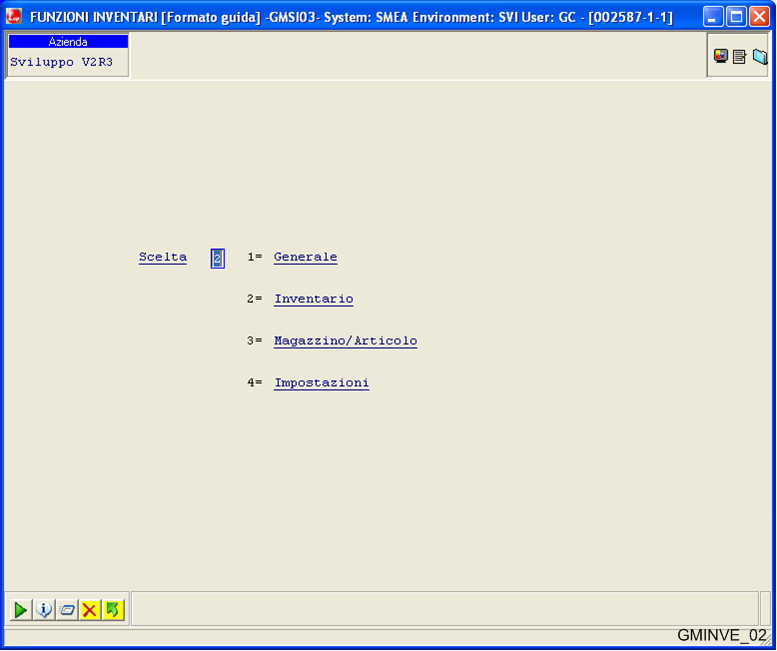 FUNZIONI INVENTARI [Formato guida] -GMSI03- System: SMEA Environment: SVI User: GC - [002587-1-1]
Azienda
Sviluppo V2R3
Scelta 2 1= Generale
2= Inventario
3= Magazzino/Articolo
4= Impostazioni
GMINVE_02